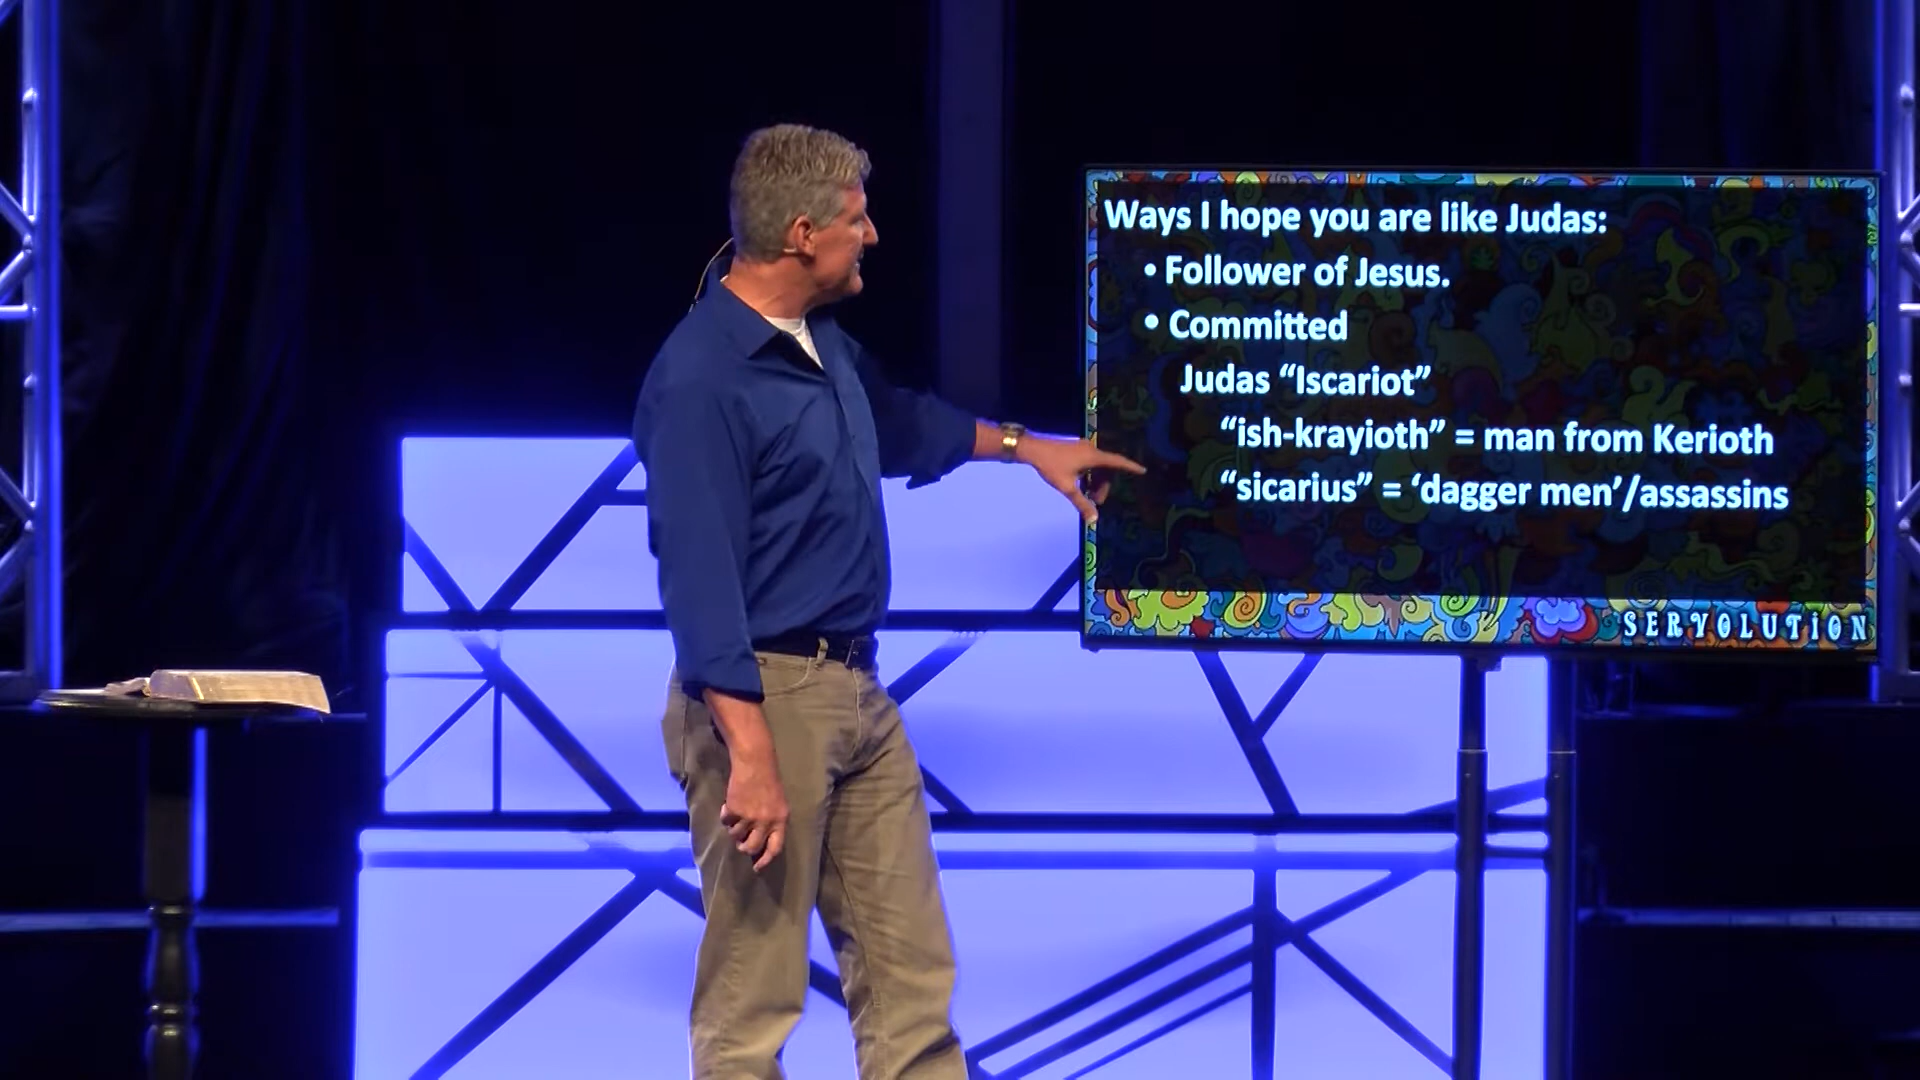 Ways I hope you are like Judas:
• Follower of Jesus.
• Committed
Judas “Iscariot”
“ish-krayioth” = man from Kerioth
“sicarius” = ‘dagger men’/assassins
SERVOLUTiON